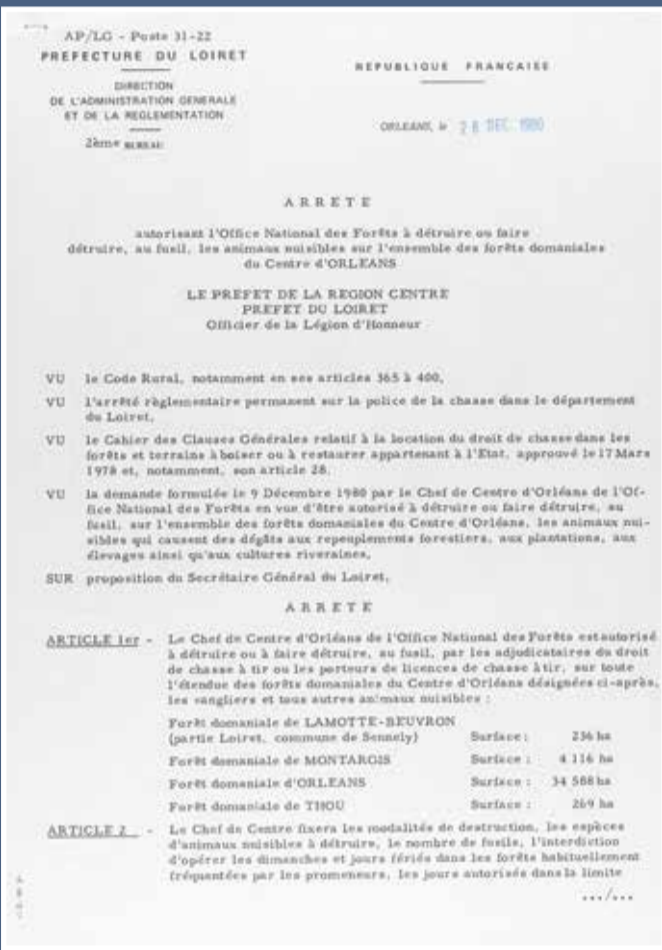 AP/LG - Poste 31-22
PREFECTURE DU LOIRET
REPUBLIQUE FRANCAISE
DIRECTION
DE L'ADMINISTRATION GENERALE
ET DE LA REGLEMENTATION
ORLEANS, le 28 DEC. 1980
2ème BUREAU
ARRETE
autorisant l'Office National des Forêts à détruire ou faire
détruire, au fusil, les animaux nuisibles sur l'ensemble des forêts domaniales
du Centre d'ORLEANS
LE PREFET DE LA REGION CENTRE
PREFET DU LOIRET
Officier de la Légion d'Honneur
VU le Code Rural, notamment en ses articles 365 à 400,
VU l'arrêté règlementaire permanent sur la police de la chasse dans le département
du Loiret,
VU le Cahier des Clauses Générales relatif à la location du droit de chasse dans les
forêts et terrains à boiser ou à restaurer appartenant à l'Etat, approuvé le 17 Mars
1978 et, notamment, son article 28,
VU la demande formulée le 9 Décembre 1980 par le Chef de Centre d'Orléans de l'Of-
fice National des Forêts en vue d'être autorisé à détruire ou faire détruire, au
fusil, sur l'ensemble des forêts domaniales du Centre d'Orléans, les animaux nui-
sibles qui causent des dégâts aux repeuplements forestiers, aux plantations, aux
élevages ainsi qu'aux cultures riveraines,
SUR proposition du Secrétaire Général du Loiret,
ARRETE
ARTICLE 1er - Le Chef de Centre d'Orléans de l'Office National des Forêts est autorisé
à détruire ou à faire détruire, au fusil, par les adjudicataires du droit
de chasse à tir ou les porteurs de licences de chasse à tir, sur toute
l'étendue des forêts domaniales du Centre d'Orléans désignées ci-après,
les sangliers et tous autres animaux nuisibles :
Forêt domaniale de LAMOTTE-BEUVRON
(partie Loiret, commune de Sennely) Surface : 236 ha
Forêt domaniale de MONTARGIS Surface : 4 116 ha
Forêt domaniale d'ORLEANS Surface : 34 588 ha
Forêt domaniale de THOU Surface : 269 ha
ARTICLE 2 - Le Chef de Centre fixera les modalités de destruction, les espèces
d'animaux nuisibles à détruire, le nombre de fusils, l'interdiction
d'opérer les dimanches et jours fériés dans les forêts habituellement
fréquentées par les promeneurs, les jours autorisés dans la limite
.../...